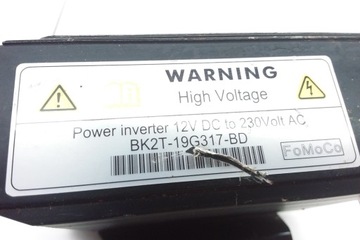 WARNING
High Voltage
Power inverter 12V DC to 230Volt AC
BK2T-19G317-BD
FoMoCo